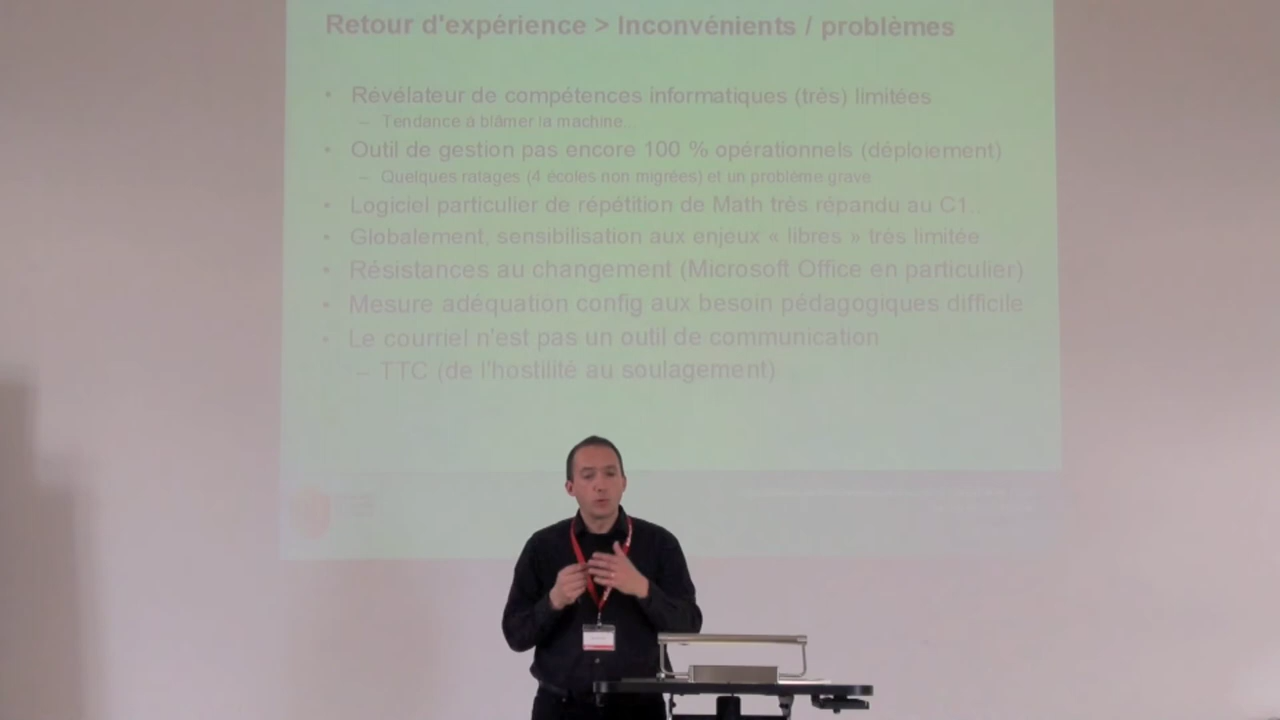 Retour d'expérience > Inconvénients / problèmes
• Révélateur de compétences informatiques (très) limitées
– Tendance à blâmer la machine..
• Outil de gestion pas encore 100 % opérationnels (déploiement)
– Quelques ratages (4 écoles non migrées) et un problème grave
• Logiciel particulier de répétition de Math très répandu au C1..
• Globalement, sensibilisation aux enjeux « libres » très limitée
• Résistances au changement (Microsoft Office en particulier)
• Mesure adéquation config aux besoin pédagogiques difficile
• Le courriel n'est pas un outil de communication
– TTC (de l'hostilité au soulagement)